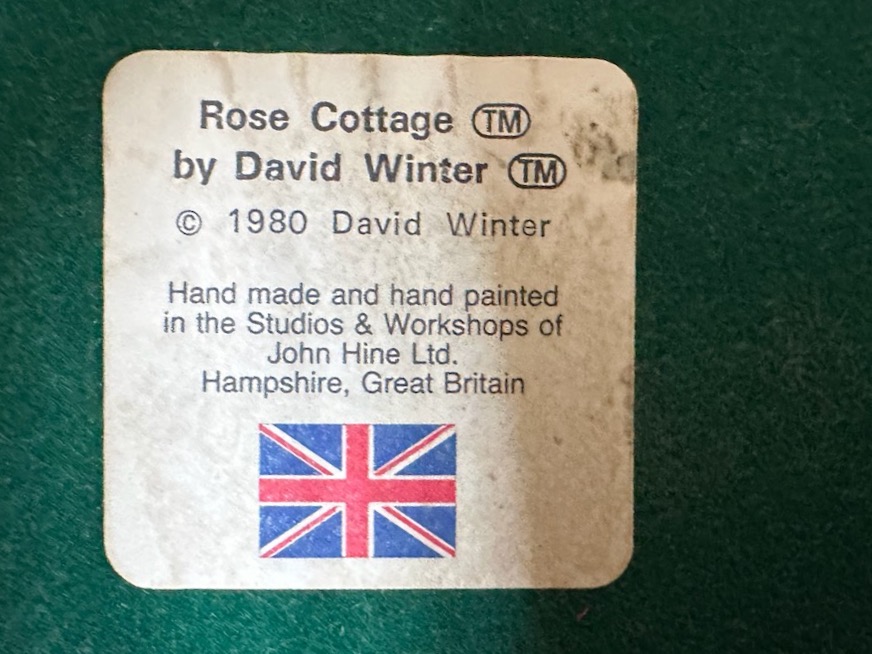 Rose Cottage TM
by David Winter TM
© 1980 David Winter
Hand made and hand painted
in the Studios & Workshops of
John Hine Ltd.
Hampshire, Great Britain